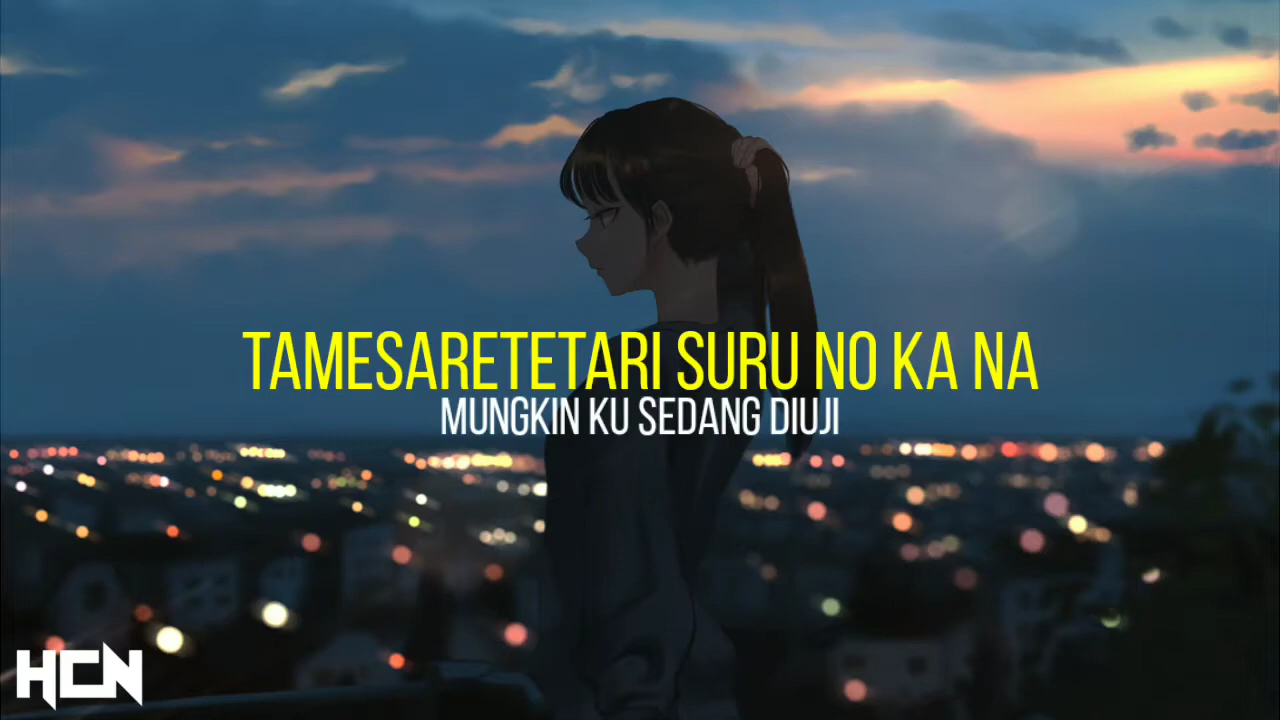 TAMESARETETARI SURU NO KA NA
MUNGKIN KU SEDANG DIUJI
HCN